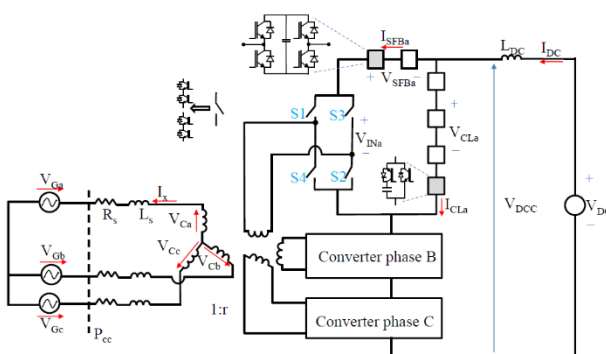 I_SFBa
V_SFBa
+ −
L_DC
I_DC
S1
S3
S4
S2
+
V_INa
−
+
V_CLa
−
I_CLa
V_DCC
+
V_DC
−
V_Ga
R_s
L_s
I_x
V_Ca
V_Cc
V_Cb
V_Gb
V_Gc
P_cc
1:r
Converter phase B
Converter phase C